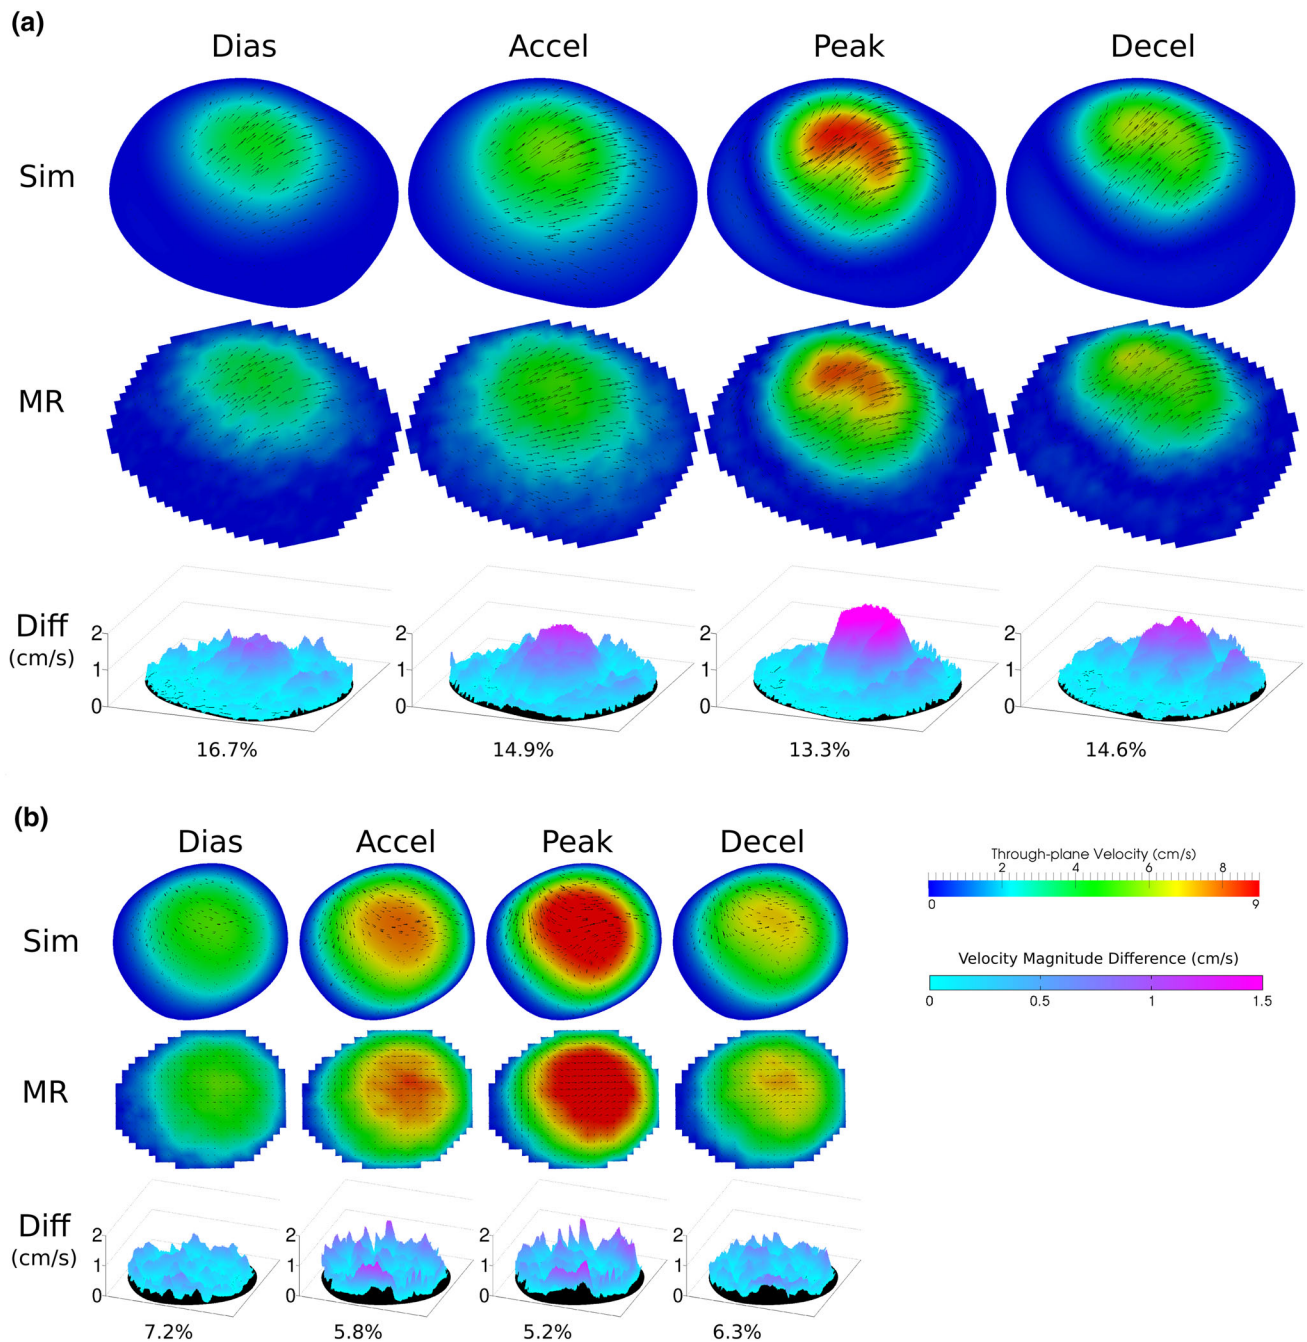 (a)
Dias Accel Peak Decel
Sim
MR
Diff
(cm/s)
2 2 2 2
1 1 1 1
0 0 0 0
16.7% 14.9% 13.3% 14.6%
(b)
Dias Accel Peak Decel
Through-plane Velocity (cm/s)
2 4 6 8
0 9
Sim
Velocity Magnitude Difference (cm/s)
0 0.5 1 1.5
MR
Diff
(cm/s)
2 2 2 2
1 1 1 1
0 0 0 0
7.2% 5.8% 5.2% 6.3%